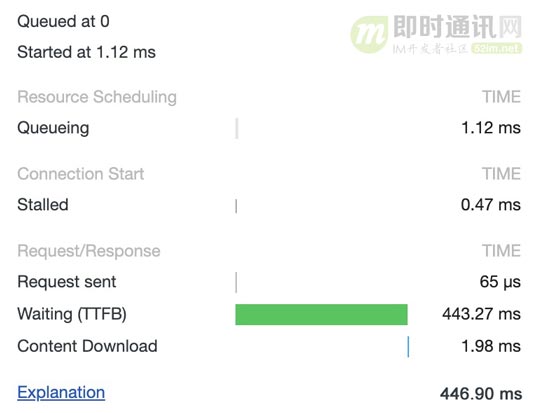 Queued at 0
即时通讯网
Started at 1.12 ms
IM开发者社区 52im.net
Resource Scheduling TIME
Queueing 1.12 ms
Connection Start TIME
Stalled 0.47 ms
Request/Response TIME
Request sent 65 µs
Waiting (TTFB) 443.27 ms
Content Download 1.98 ms
Explanation 446.90 ms